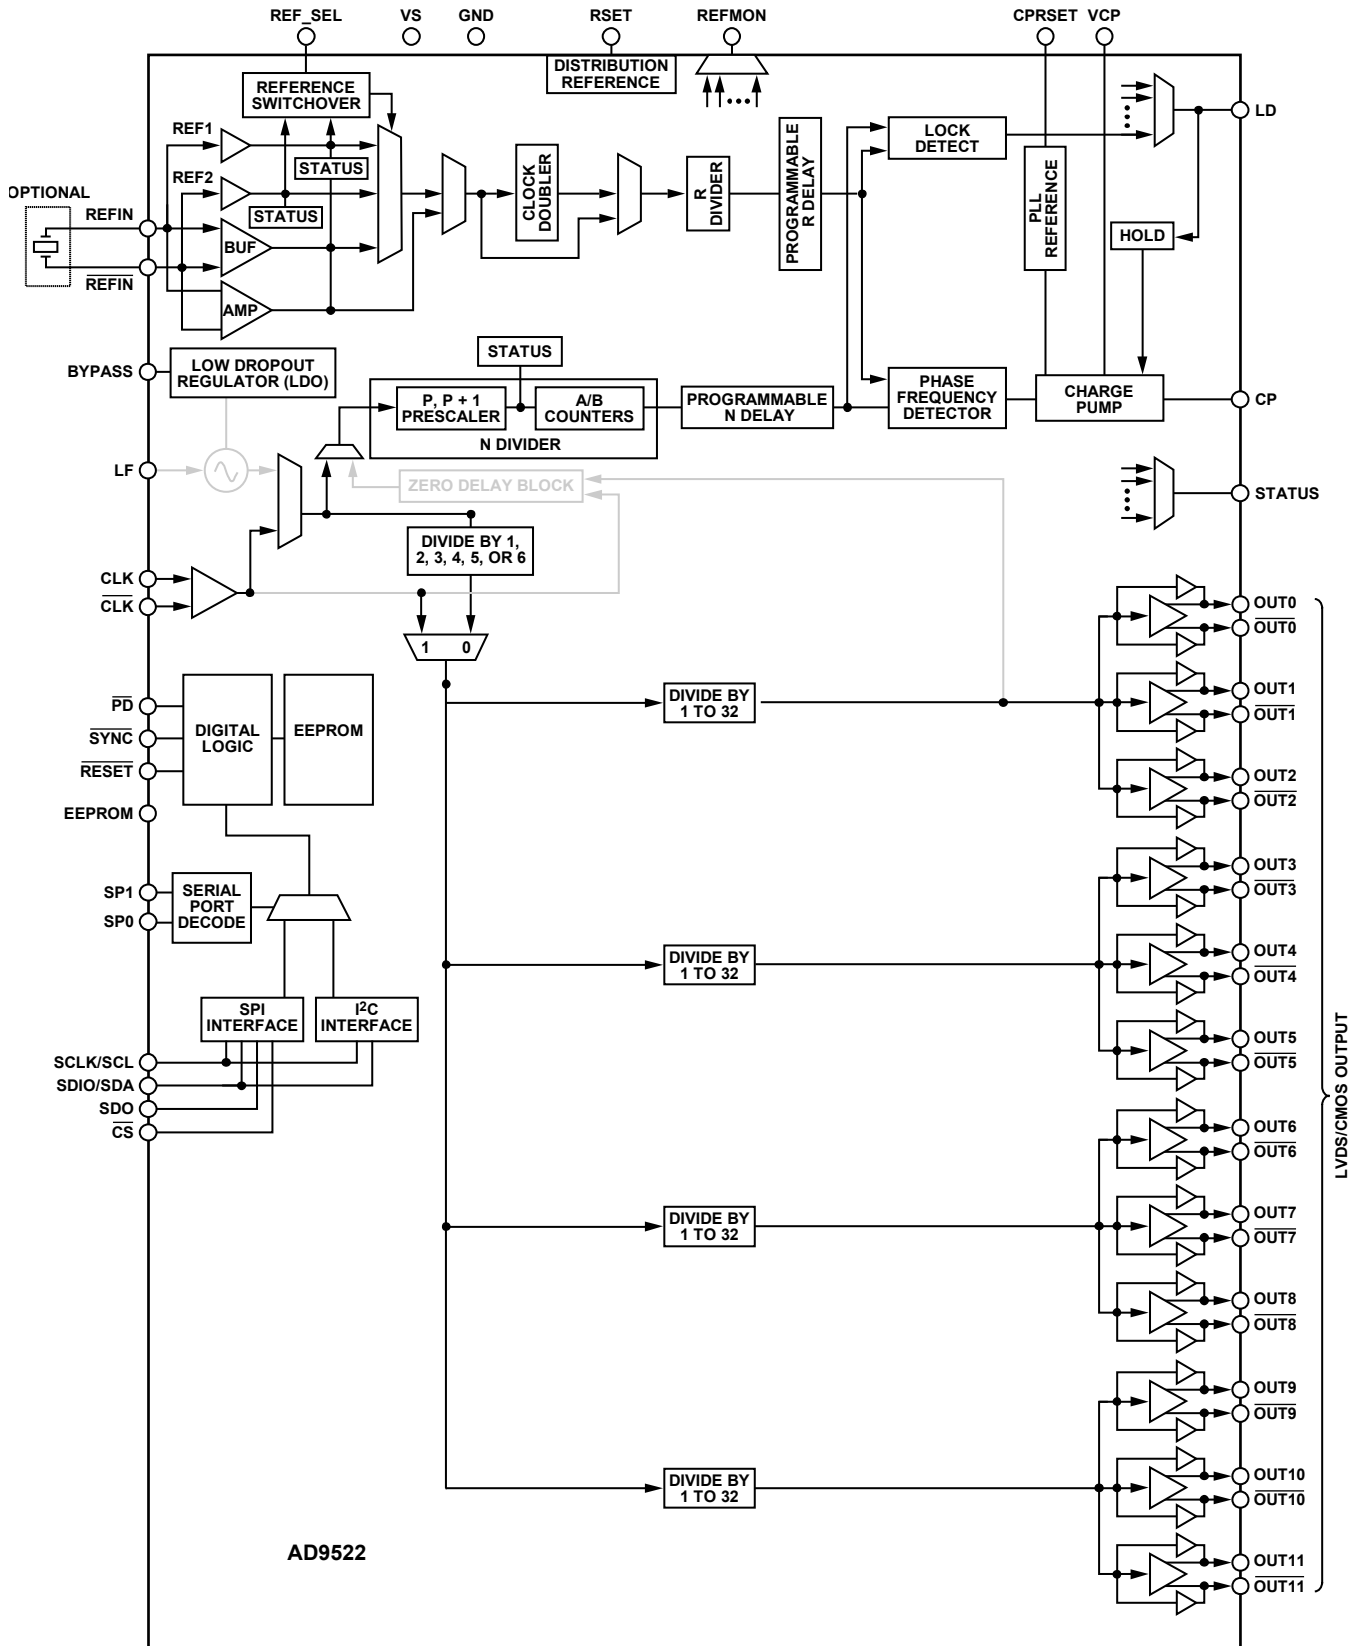 REF_SEL
VS
GND
RSET
REFMON
CPRSET
VCP
REFERENCE
SWITCHOVER
DISTRIBUTION
REFERENCE
REF1
STATUS
REF2
STATUS
BUF
AMP
OPTIONAL
REFIN
REFIN
CLOCK
DOUBLER
R
DIVIDER
PROGRAMMABLE
R DELAY
LOCK
DETECT
PLL
REFERENCE
HOLD
LD
BYPASS
LOW DROPOUT
REGULATOR (LDO)
STATUS
P, P + 1
PRESCALER
A/B
COUNTERS
N DIVIDER
PROGRAMMABLE
N DELAY
PHASE
FREQUENCY
DETECTOR
CHARGE
PUMP
CP
LF
ZERO DELAY BLOCK
STATUS
DIVIDE BY 1,
2, 3, 4, 5, OR 6
CLK
CLK
1 0
PD
SYNC
RESET
EEPROM
DIGITAL
LOGIC
EEPROM
SP1
SP0
SERIAL
PORT
DECODE
SPI
INTERFACE
I2C
INTERFACE
SCLK/SCL
SDIO/SDA
SDO
CS
DIVIDE BY
1 TO 32
DIVIDE BY
1 TO 32
DIVIDE BY
1 TO 32
DIVIDE BY
1 TO 32
OUT0
OUT0
OUT1
OUT1
OUT2
OUT2
OUT3
OUT3
OUT4
OUT4
OUT5
OUT5
OUT6
OUT6
OUT7
OUT7
OUT8
OUT8
OUT9
OUT9
OUT10
OUT10
OUT11
OUT11
LVDS/CMOS OUTPUT
AD9522